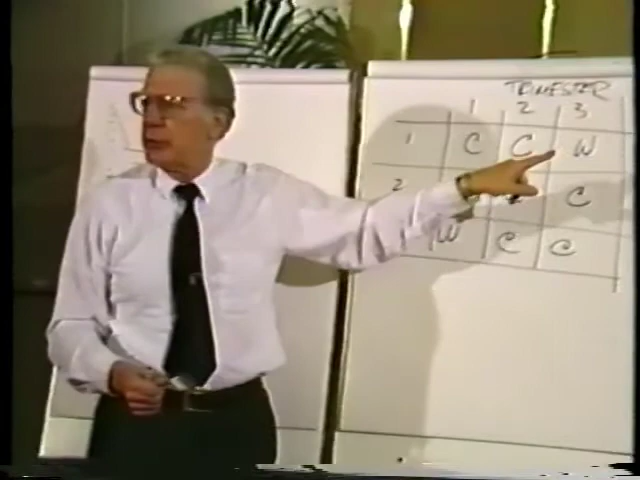 TRIMESTER
1 2 3
1 C C W
2 C
W C C